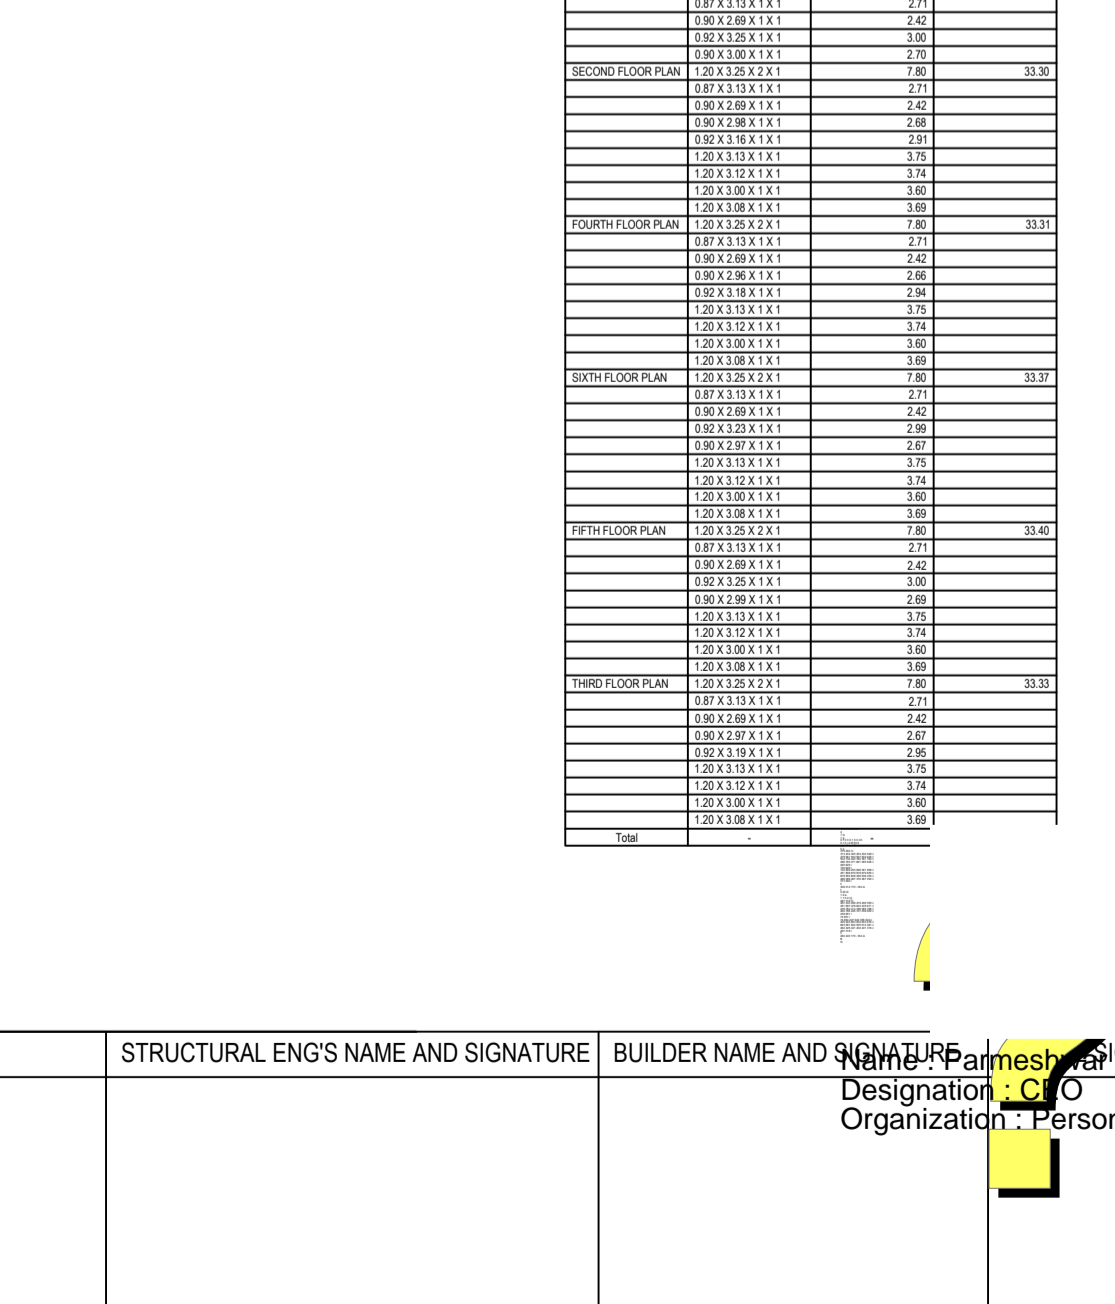 0.87 X 3.13 X 1 X 1 2.71
0.90 X 2.69 X 1 X 1 2.42
0.92 X 3.25 X 1 X 1 3.00
0.90 X 3.00 X 1 X 1 2.70
SECOND FLOOR PLAN 1.20 X 3.25 X 2 X 1 7.80 33.30
0.87 X 3.13 X 1 X 1 2.71
0.90 X 2.69 X 1 X 1 2.42
0.90 X 2.98 X 1 X 1 2.68
0.92 X 3.16 X 1 X 1 2.91
1.20 X 3.13 X 1 X 1 3.75
1.20 X 3.12 X 1 X 1 3.74
1.20 X 3.00 X 1 X 1 3.60
1.20 X 3.08 X 1 X 1 3.69
FOURTH FLOOR PLAN 1.20 X 3.25 X 2 X 1 7.80 33.31
0.87 X 3.13 X 1 X 1 2.71
0.90 X 2.69 X 1 X 1 2.42
0.90 X 2.96 X 1 X 1 2.66
0.92 X 3.18 X 1 X 1 2.94
1.20 X 3.13 X 1 X 1 3.75
1.20 X 3.12 X 1 X 1 3.74
1.20 X 3.00 X 1 X 1 3.60
1.20 X 3.08 X 1 X 1 3.69
SIXTH FLOOR PLAN 1.20 X 3.25 X 2 X 1 7.80 33.37
0.87 X 3.13 X 1 X 1 2.71
0.90 X 2.69 X 1 X 1 2.42
0.92 X 3.23 X 1 X 1 2.99
0.90 X 2.97 X 1 X 1 2.67
1.20 X 3.13 X 1 X 1 3.75
1.20 X 3.12 X 1 X 1 3.74
1.20 X 3.00 X 1 X 1 3.60
1.20 X 3.08 X 1 X 1 3.69
FIFTH FLOOR PLAN 1.20 X 3.25 X 2 X 1 7.80 33.40
0.87 X 3.13 X 1 X 1 2.71
0.90 X 2.69 X 1 X 1 2.42
0.92 X 3.25 X 1 X 1 3.00
0.90 X 2.99 X 1 X 1 2.69
1.20 X 3.13 X 1 X 1 3.75
1.20 X 3.12 X 1 X 1 3.74
1.20 X 3.00 X 1 X 1 3.60
1.20 X 3.08 X 1 X 1 3.69
THIRD FLOOR PLAN 1.20 X 3.25 X 2 X 1 7.80 33.33
0.87 X 3.13 X 1 X 1 2.71
0.90 X 2.69 X 1 X 1 2.42
0.90 X 2.97 X 1 X 1 2.67
0.92 X 3.19 X 1 X 1 2.95
1.20 X 3.13 X 1 X 1 3.75
1.20 X 3.12 X 1 X 1 3.74
1.20 X 3.00 X 1 X 1 3.60
1.20 X 3.08 X 1 X 1 3.69
Total - -
STRUCTURAL ENG'S NAME AND SIGNATURE BUILDER NAME AND SIGNATURE
Name : Parmeshwar
Designation : CEO
Organization : Person